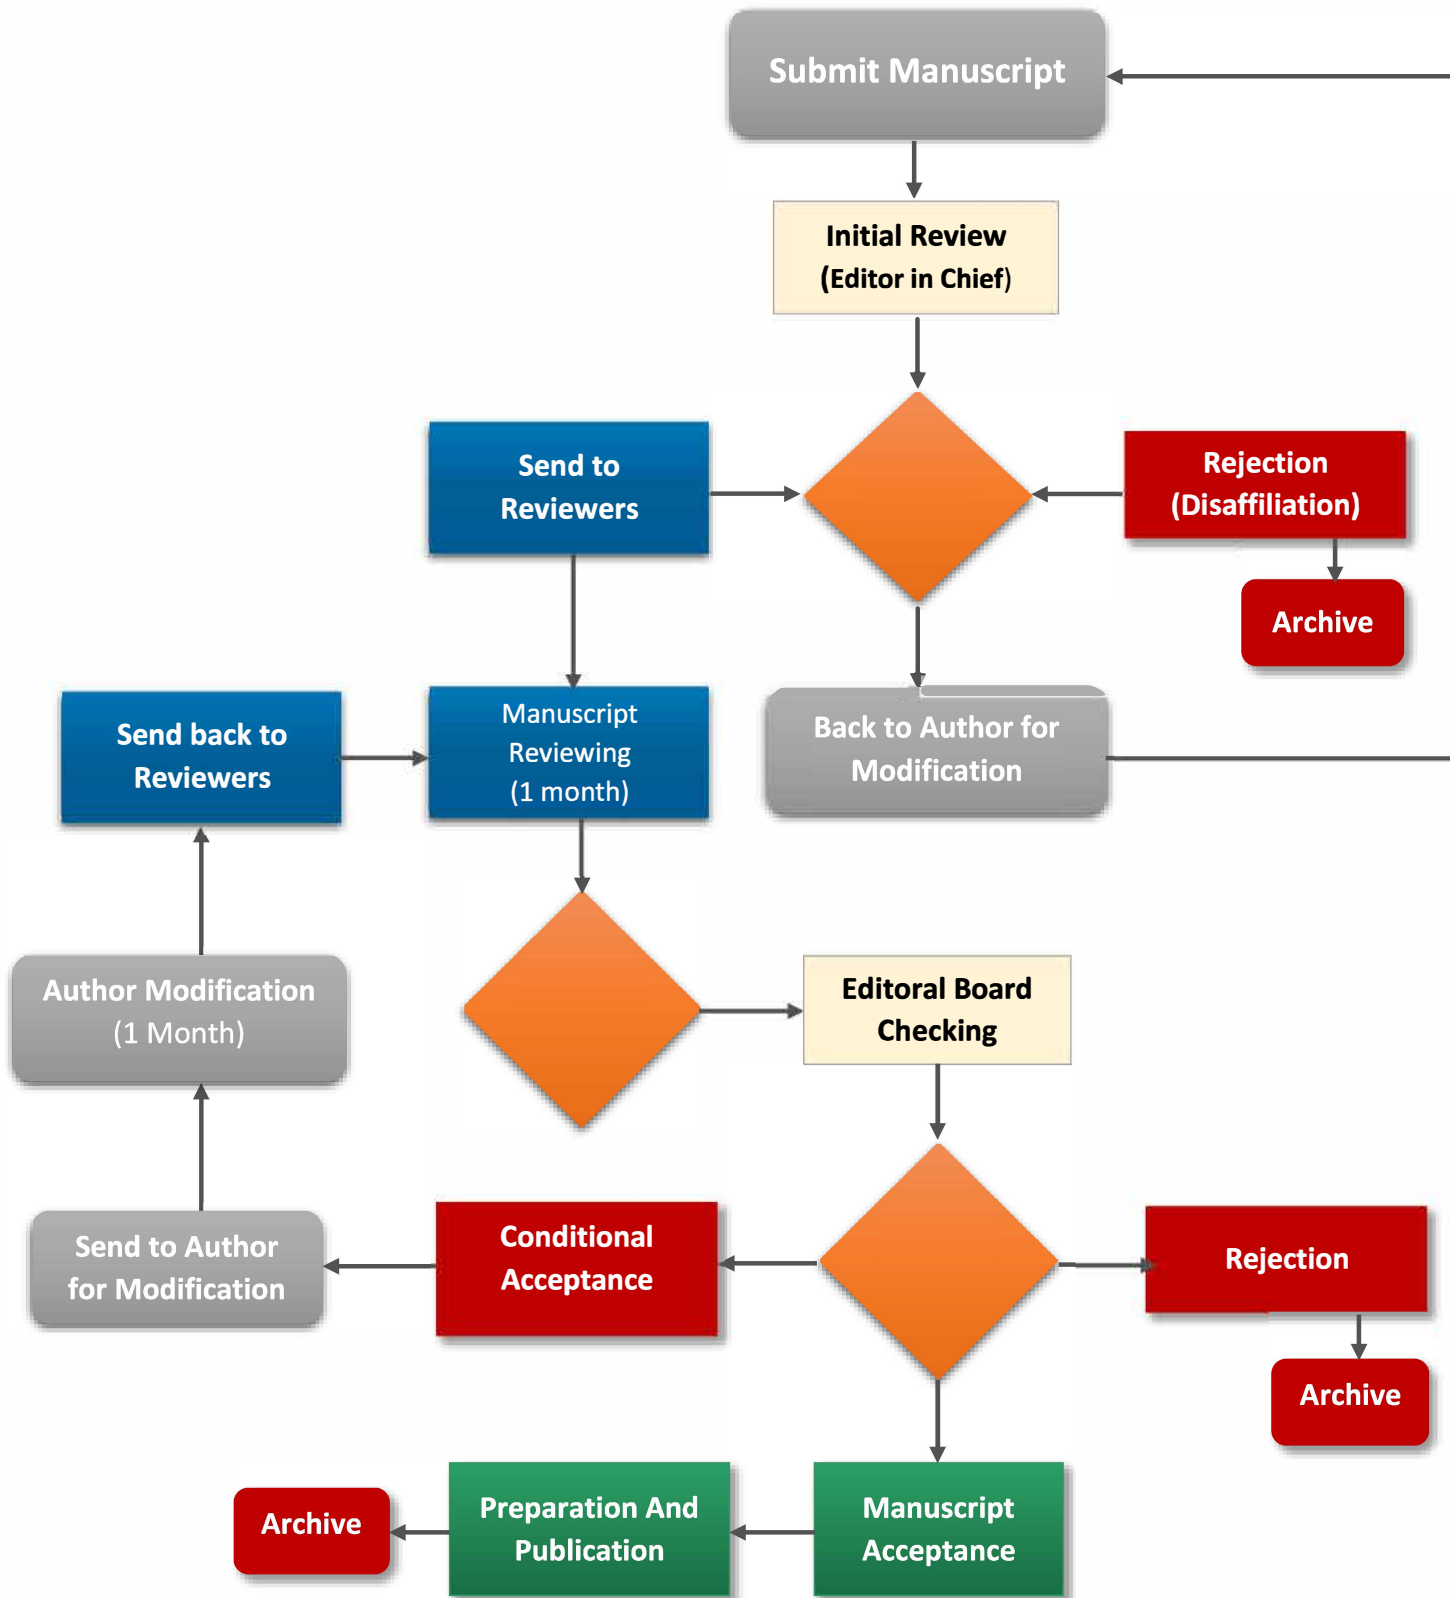 Submit Manuscript
Initial Review
(Editor in Chief)
Send to
Reviewers
Rejection
(Disaffiliation)
Archive
Send back to
Reviewers
Manuscript
Reviewing
(1 month)
Back to Author for
Modification
Author Modification
(1 Month)
Editoral Board
Checking
Send to Author
for Modification
Conditional
Acceptance
Rejection
Archive
Archive
Preparation And
Publication
Manuscript
Acceptance